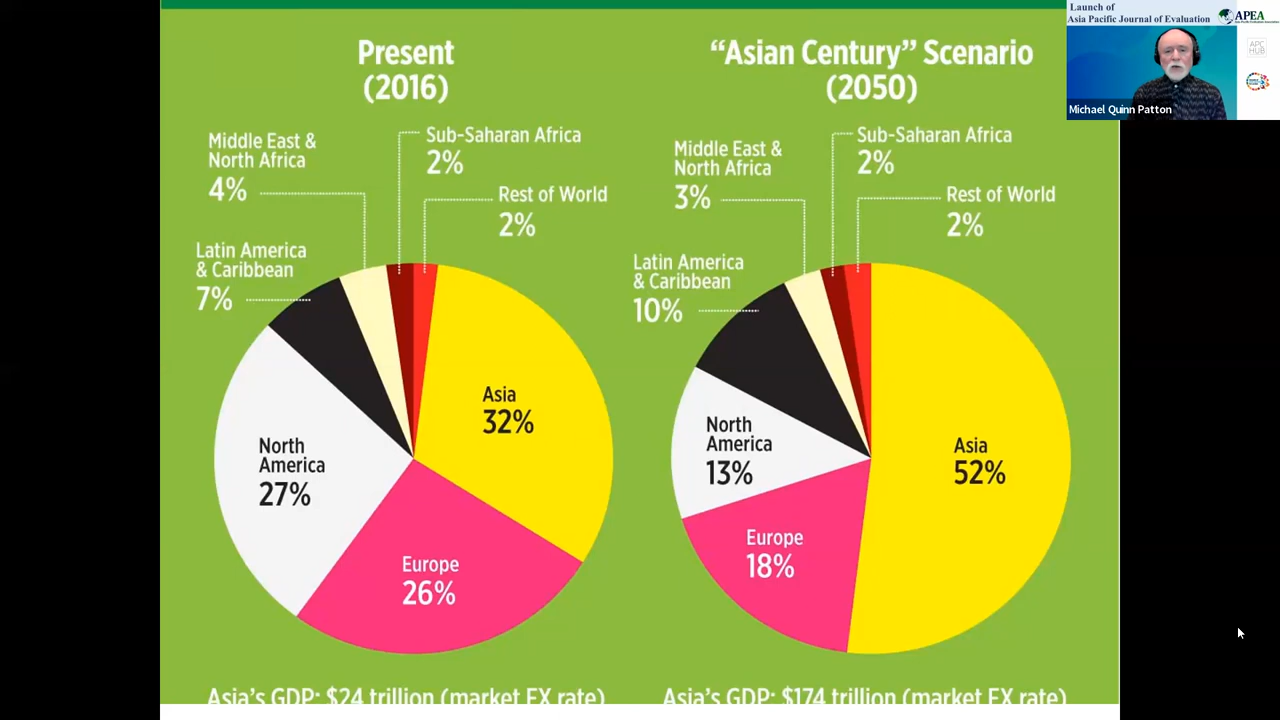 Launch of
Asia Pacific Journal of Evaluation
APEA
APC
HUB
Michael Quinn Patton
Present
(2016)
Middle East &
North Africa
4%
Sub-Saharan Africa
2%
Rest of World
2%
Latin America
& Caribbean
7%
Asia
32%
North
America
27%
Europe
26%
“Asian Century” Scenario
(2050)
Middle East &
North Africa
3%
Sub-Saharan Africa
2%
Rest of World
2%
Latin America
& Caribbean
10%
North
America
13%
Asia
52%
Europe
18%
Asia's GDP: $24 trillion (market FX rate)
Asia's GDP: $174 trillion (market FX rate)